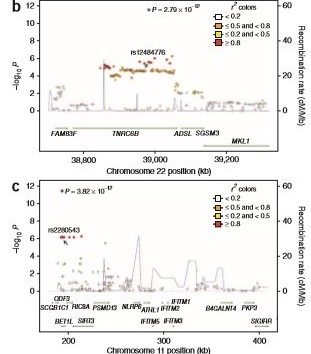 b
* P = 2.79 × 10⁻¹²
r² colors
< 0.2
≤ 0.5 and < 0.8
≤ 0.2 and < 0.5
≥ 0.8
rs12484776
12
10
8
6
4
2
0
–log10 P
60
40
20
0
Recombination rate (cM/Mb)
FAM83F
TNRC6B
ADSL
SGSM3
MKL1
38,800
39,000
39,200
Chromosome 22 position (kb)
c
* P = 3.82 × 10⁻¹²
r² colors
< 0.2
≤ 0.5 and < 0.8
≤ 0.2 and < 0.5
≥ 0.8
rs2280543
12
10
8
6
4
2
0
–log10 P
60
40
20
0
Recombination rate (cM/Mb)
ODF3
SCGB1C1
RIC8A
PSMD13
NLRP6
ATHL1
IFITM2
IFITM1
B4GALNT4
PKP3
BET1L
SIRT3
IFITM5
IFITM3
SIGIRR
200
300
400
Chromosome 11 position (kb)